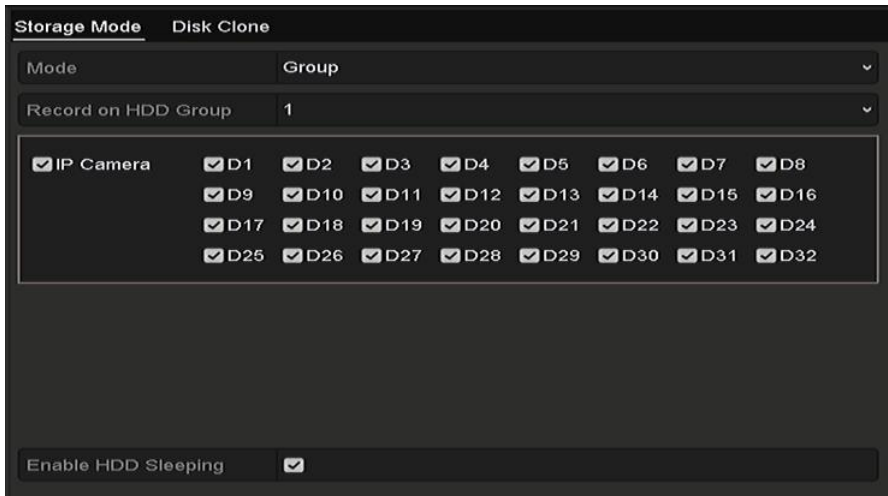 Storage Mode Disk Clone
Mode Group
Record on HDD Group 1
IP Camera D1 D2 D3 D4 D5 D6 D7 D8
D9 D10 D11 D12 D13 D14 D15 D16
D17 D18 D19 D20 D21 D22 D23 D24
D25 D26 D27 D28 D29 D30 D31 D32
Enable HDD Sleeping